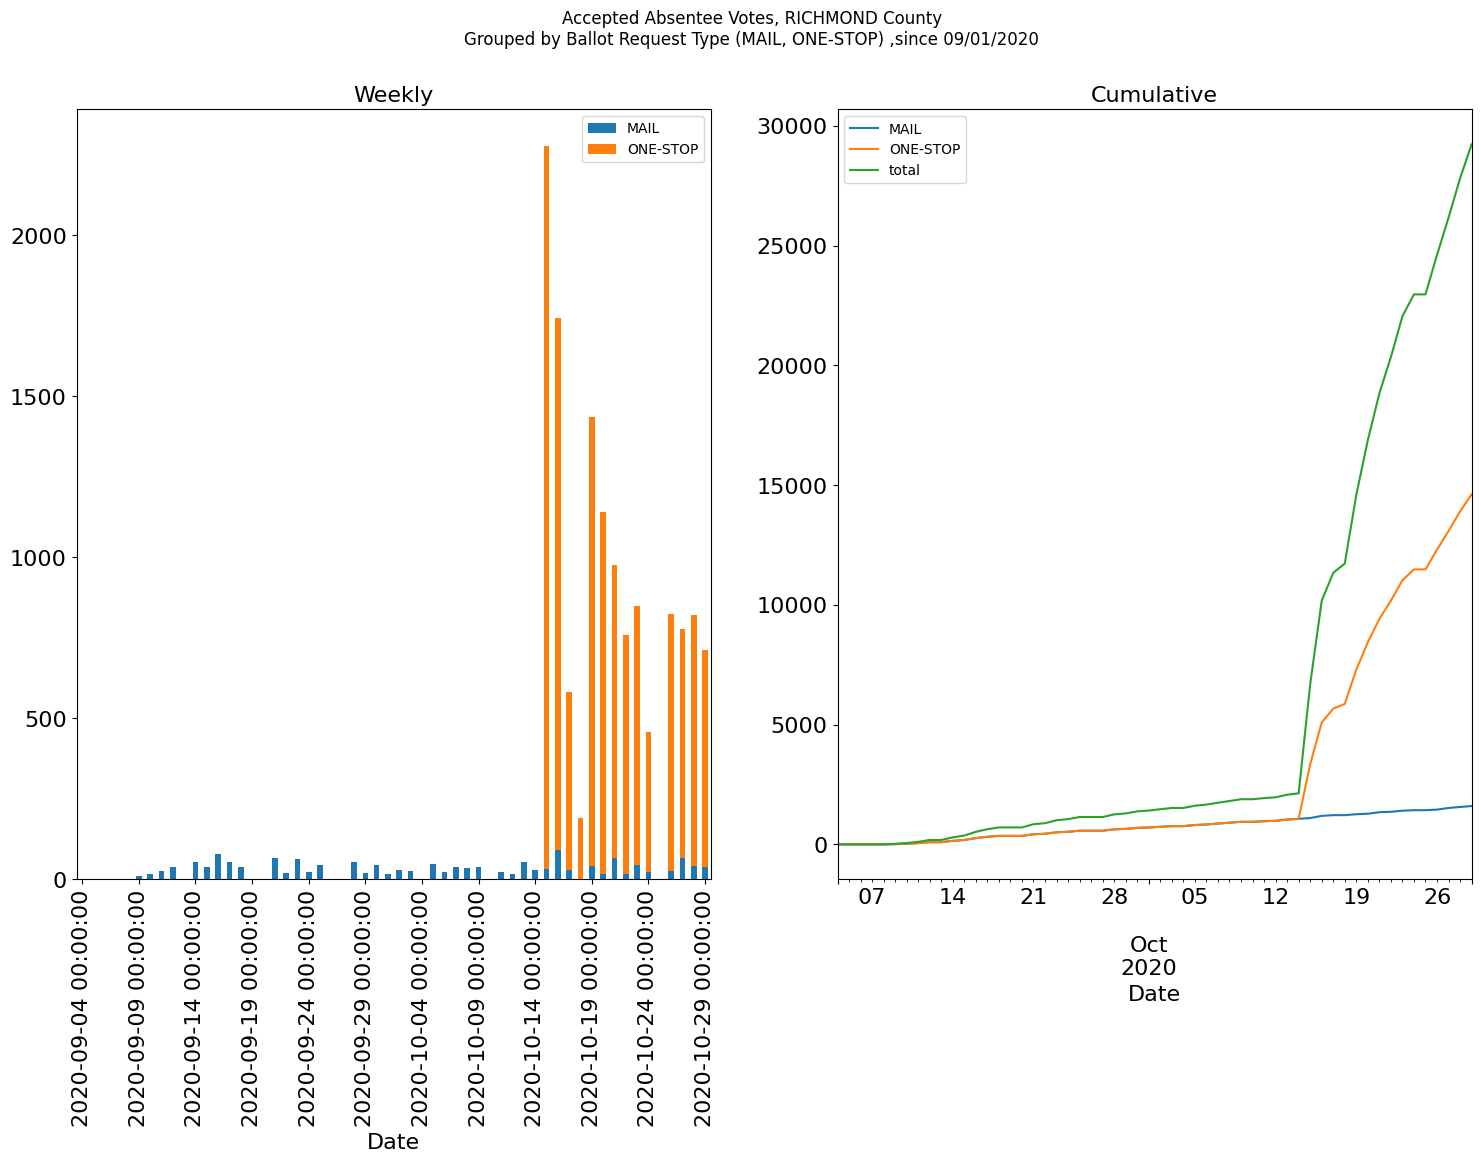 Accepted Absentee Votes, RICHMOND County
Grouped by Ballot Request Type (MAIL, ONE-STOP) ,since 09/01/2020
Weekly
MAIL
ONE-STOP
2000
1500
1000
500
0
2020-09-04 00:00:00
2020-09-09 00:00:00
2020-09-14 00:00:00
2020-09-19 00:00:00
2020-09-24 00:00:00
2020-09-29 00:00:00
2020-10-04 00:00:00
2020-10-09 00:00:00
2020-10-14 00:00:00
2020-10-19 00:00:00
2020-10-24 00:00:00
2020-10-29 00:00:00
Date
Cumulative
MAIL
ONE-STOP
total
30000
25000
20000
15000
10000
5000
0
07 14 21 28 05 12 19 26
Oct
2020
Date